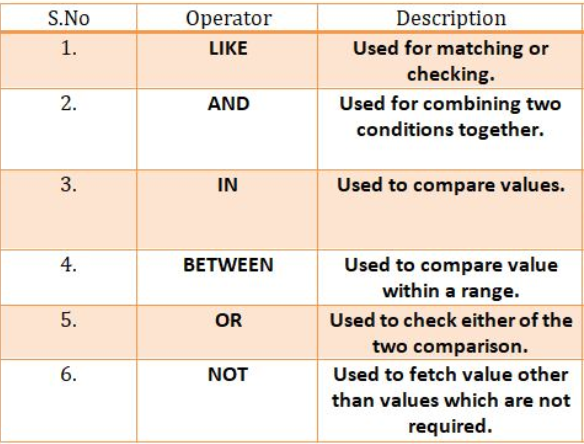 S.No Operator Description
1. LIKE Used for matching or
checking.
2. AND Used for combining two
conditions together.
3. IN Used to compare values.
4. BETWEEN Used to compare value
within a range.
5. OR Used to check either of the
two comparison.
6. NOT Used to fetch value other
than values which are not
required.